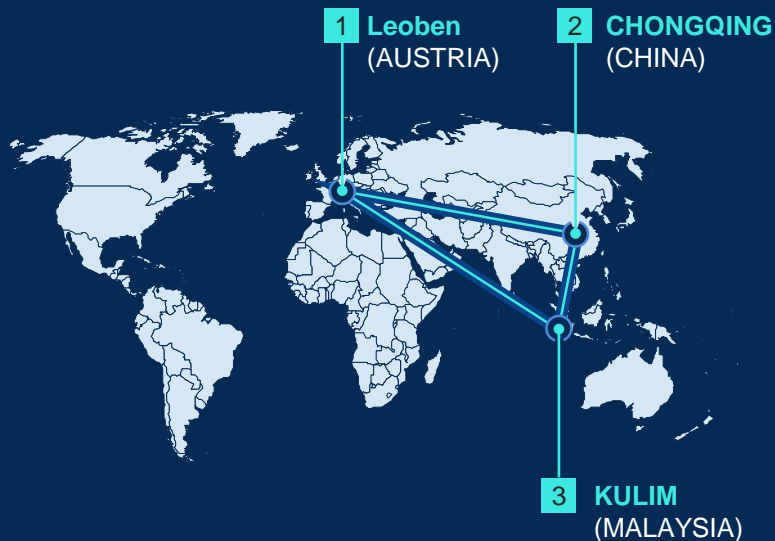 1 Leoben
(AUSTRIA)
2 CHONGQING
(CHINA)
3 KULIM
(MALAYSIA)